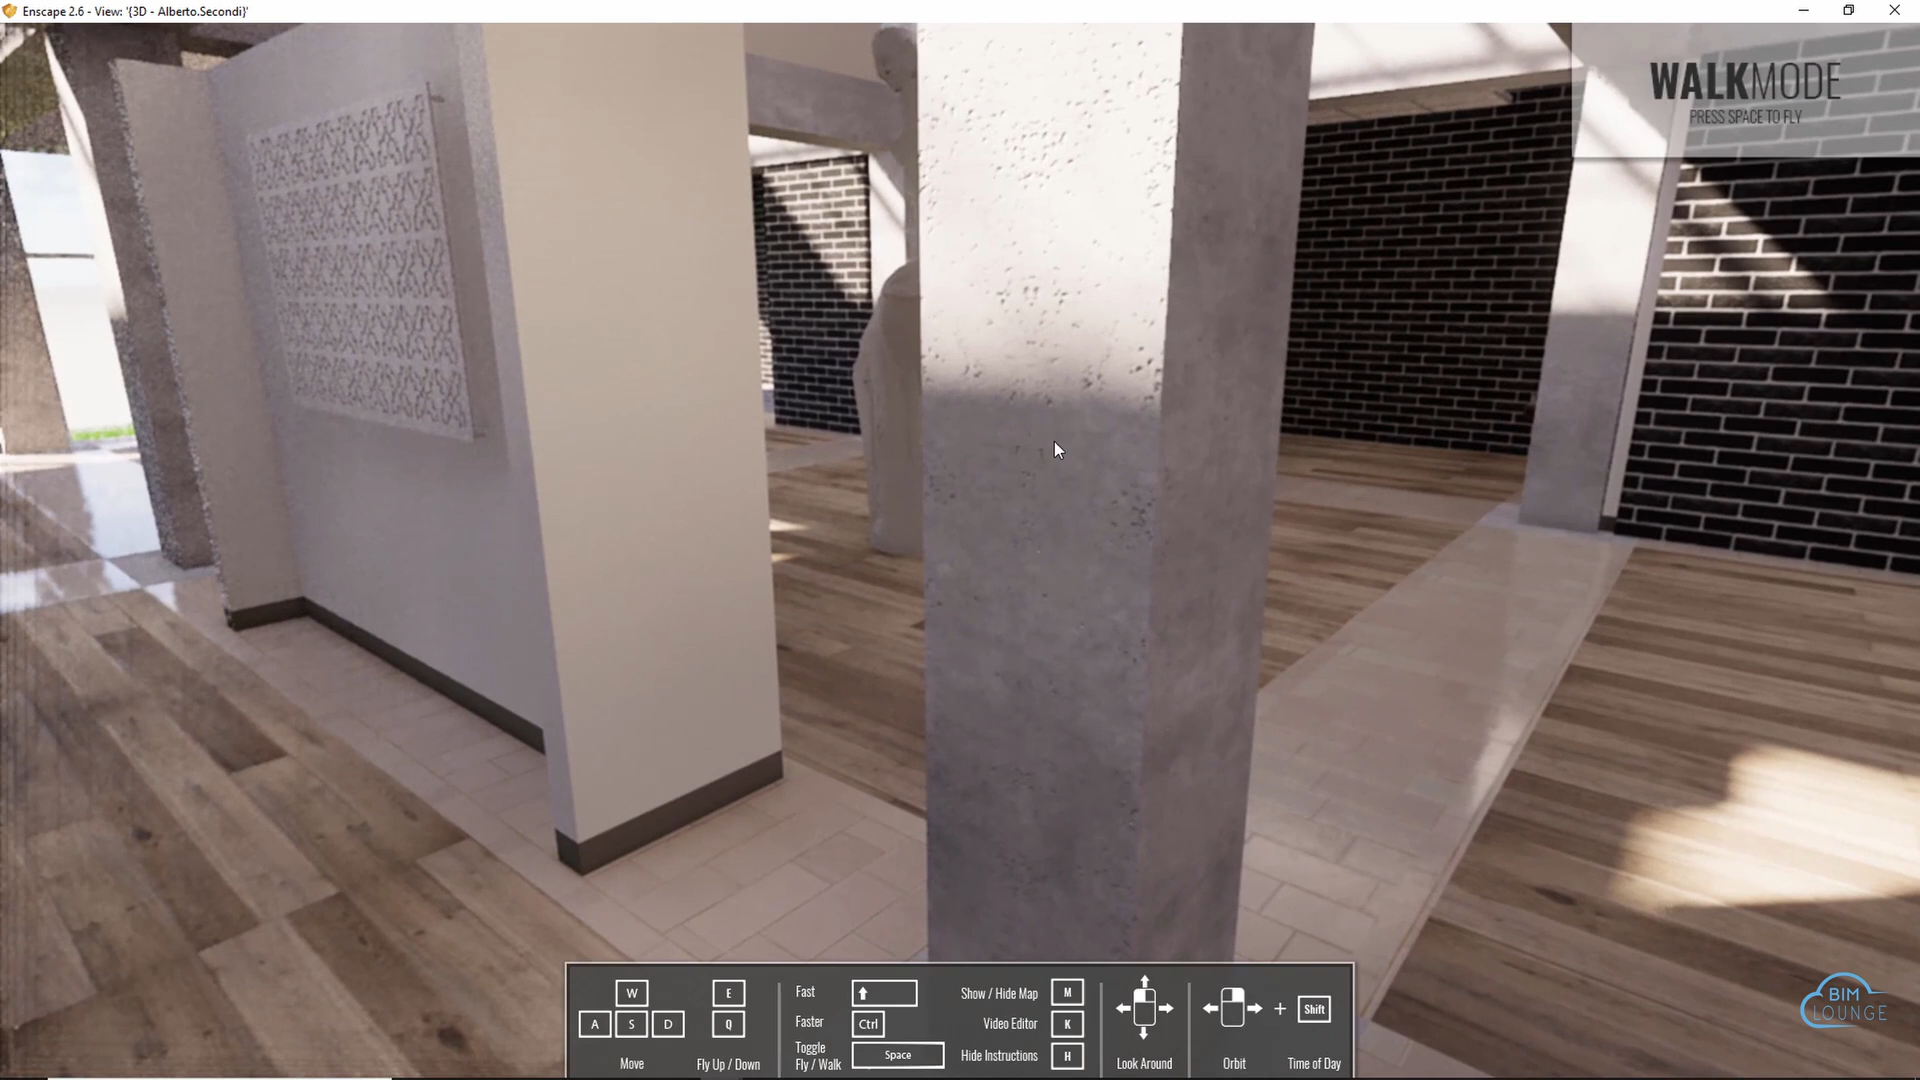 Enscape 2.6 - View: '{3D - Alberto.Secondi}'
WALKMODE
PRESS SPACE TO FLY
W
A S D
Move
E
Q
Fly Up / Down
Fast
Faster
Ctrl
Toggle
Fly / Walk
Space
Show / Hide Map
M
Video Editor
K
Hide Instructions
H
Look Around
Orbit
+
Shift
Time of Day
BIM
LOUNGE